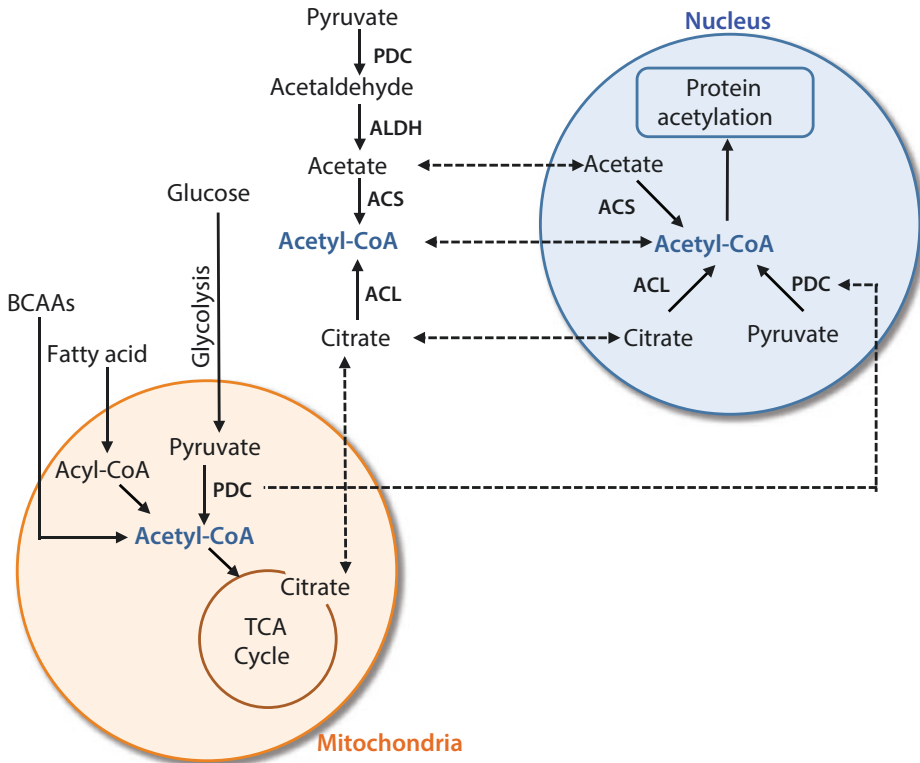 Pyruvate
PDC
Acetaldehyde
ALDH
Acetate
ACS
Acetyl-CoA
ACL
Citrate
Nucleus
Protein
acetylation
Acetate
ACS
Acetyl-CoA
ACL
PDC
Citrate
Pyruvate
Glucose
Glycolysis
BCAAs
Fatty acid
Pyruvate
Acyl-CoA
PDC
Acetyl-CoA
Citrate
TCA
Cycle
Mitochondria